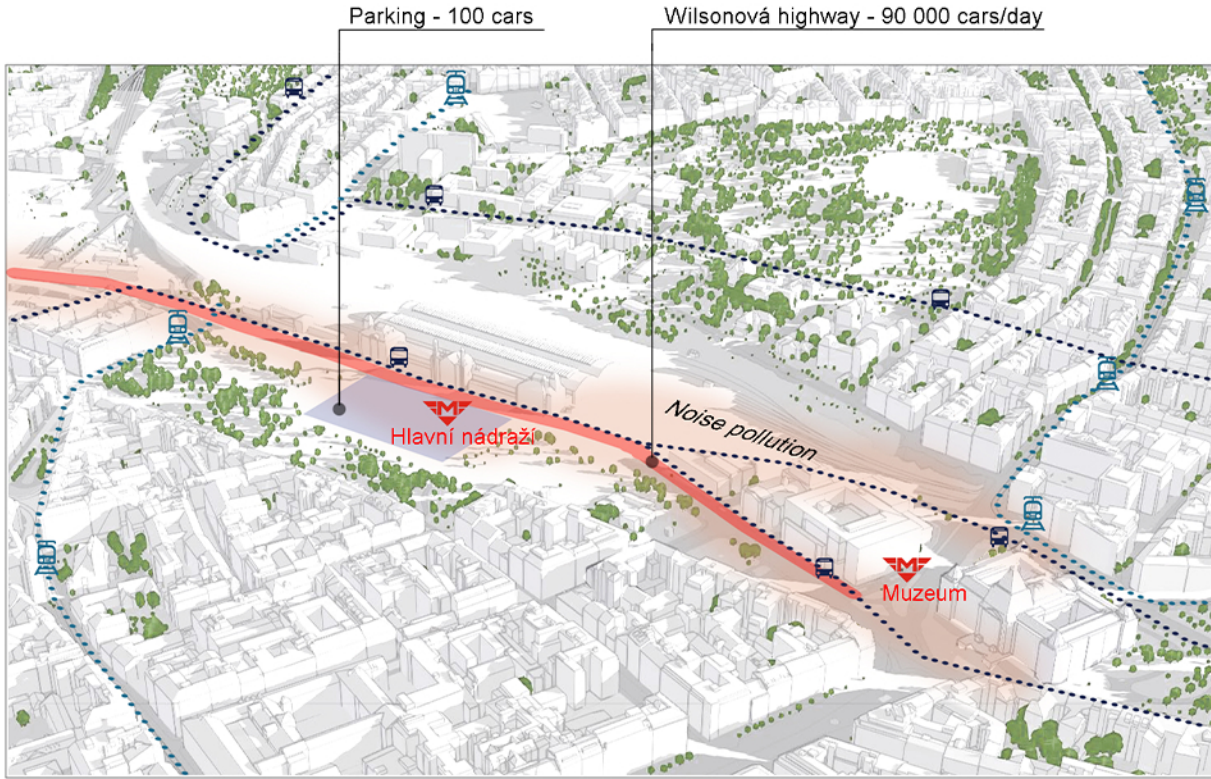 Parking - 100 cars
Wilsonová highway - 90 000 cars/day
Noise pollution
M
Hlavní nádraží
M
Muzeum